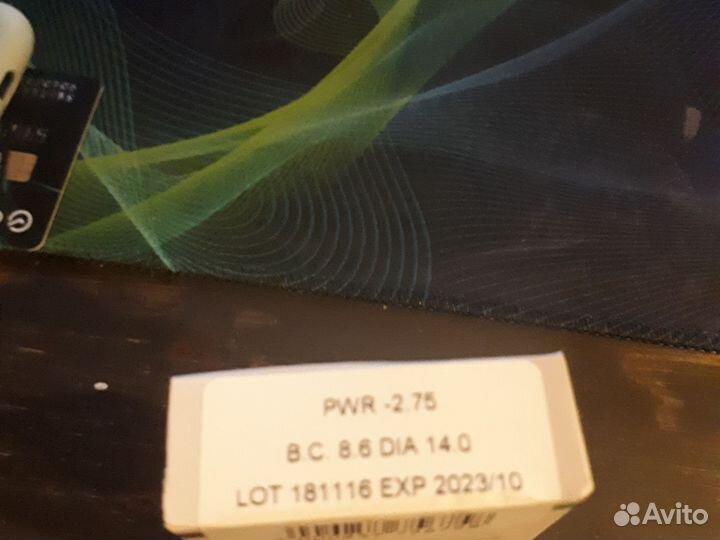 PWR -2.75
B.C. 8.6 DIA 14.0
LOT 181116 EXP 2023/10
Avito